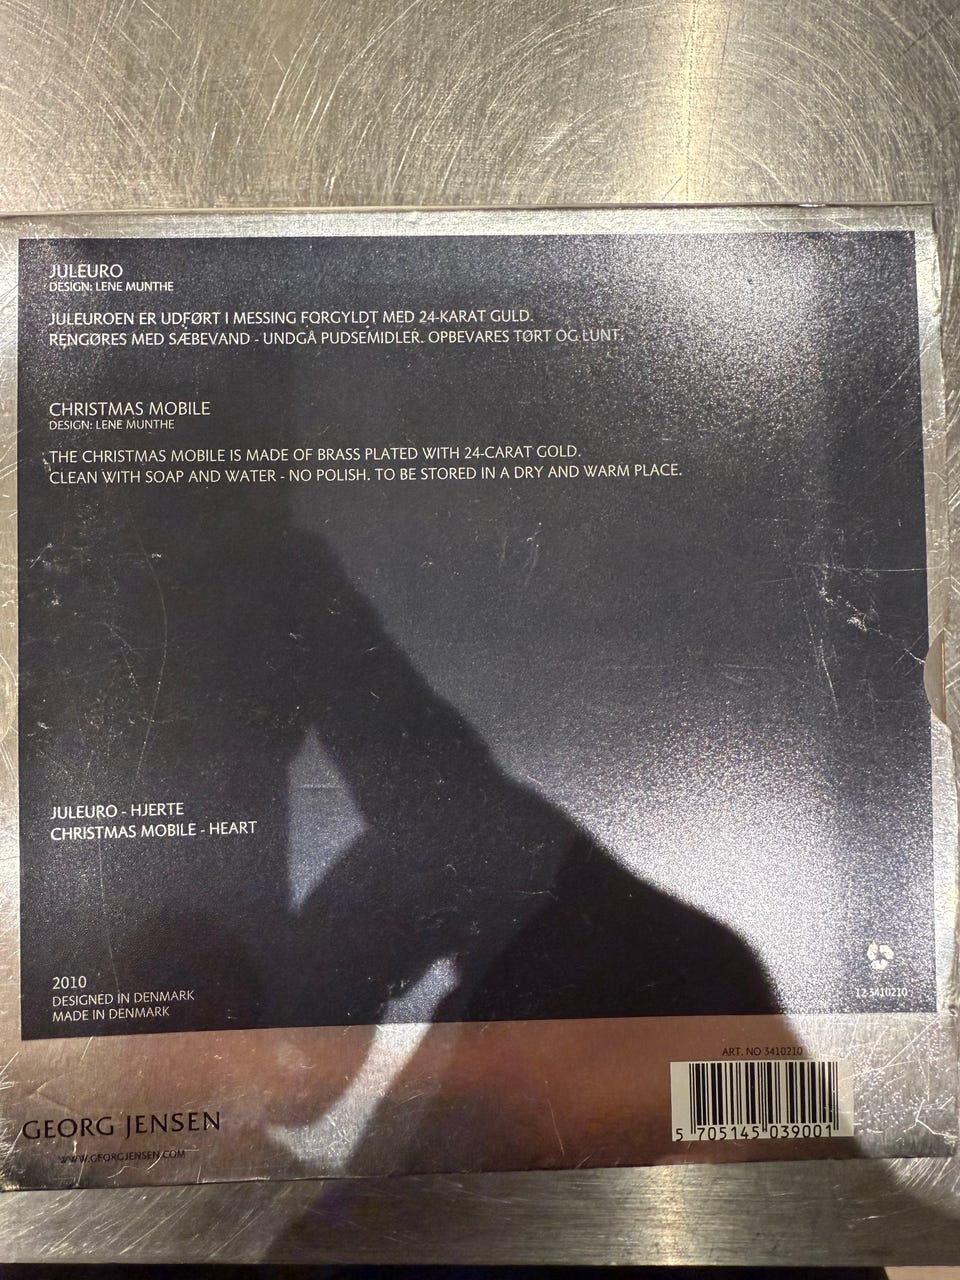 JULEURO
DESIGN: LENE MUNTHE
JULEUROEN ER UDFØRT I MESSING FORGYLDT MED 24-KARAT GULD.
RENGØRES MED SÆBEVAND - UNDGÅ PUDSEMIDLER. OPBEVARES TØRT OG LUNT.
CHRISTMAS MOBILE
DESIGN: LENE MUNTHE
THE CHRISTMAS MOBILE IS MADE OF BRASS PLATED WITH 24-CARAT GOLD.
CLEAN WITH SOAP AND WATER - NO POLISH. TO BE STORED IN A DRY AND WARM PLACE.
JULEURO - HJERTE
CHRISTMAS MOBILE - HEART
2010
DESIGNED IN DENMARK
MADE IN DENMARK
12-3410210
ART. NO 3410210
5 705145 039001
GEORG JENSEN
WWW.GEORGJENSEN.COM